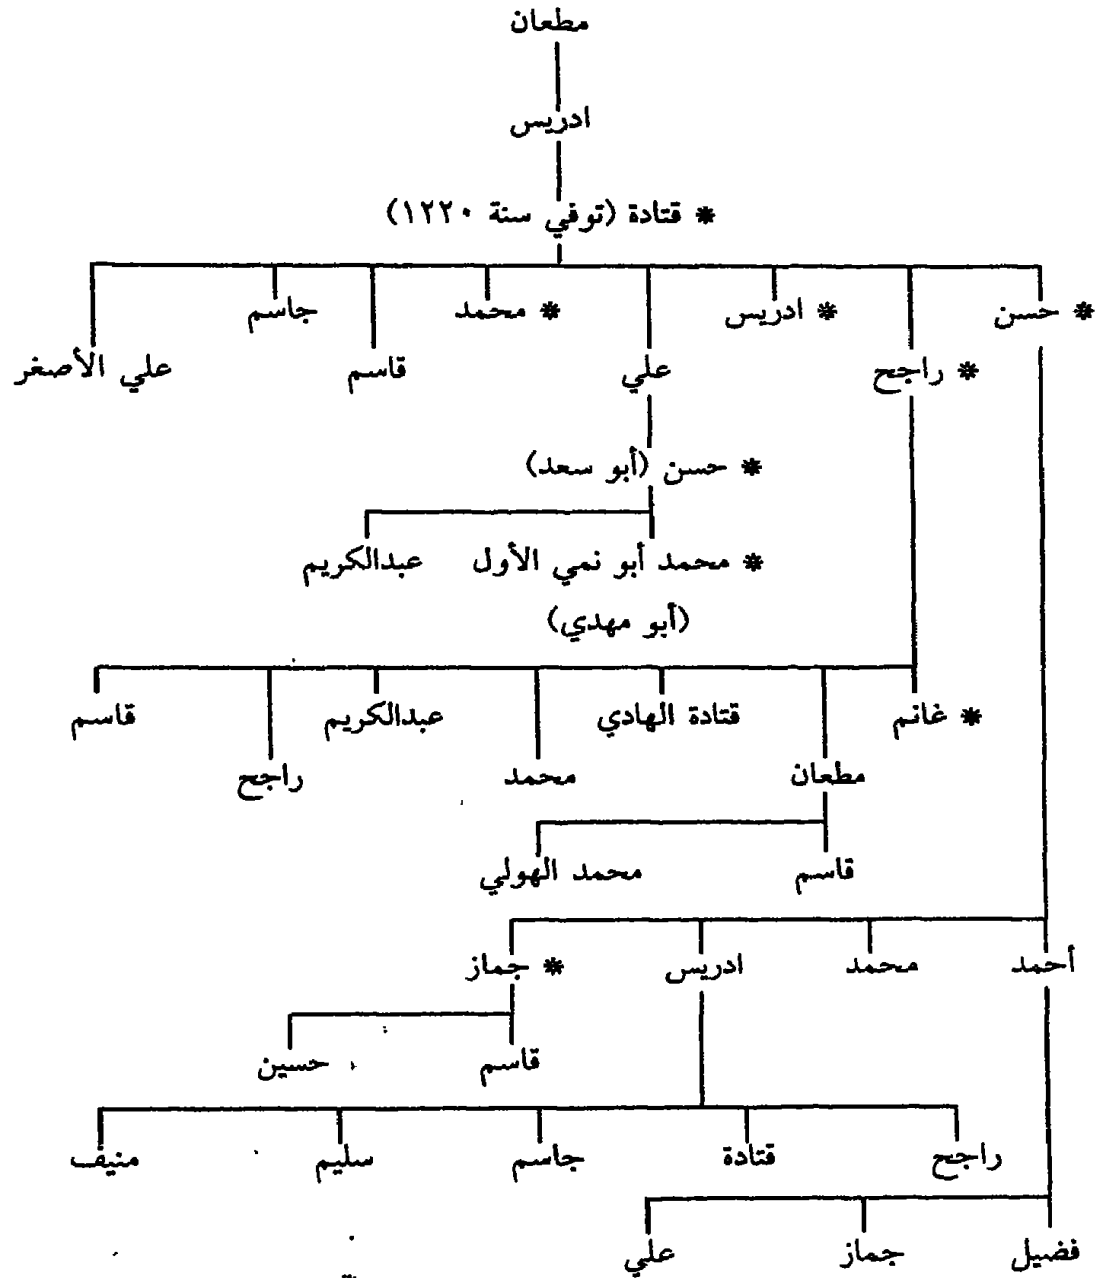 مطعان
ادريس
* قتادة (توفي سنة ١٢٢٠)
* حسن * ادريس * محمد جاسم
* راجح علي قاسم علي الأصغر
* حسن (أبو سعد)
* محمد أبو نمي الأول عبدالكريم
(أبو مهدي)
* غانم قتادة الهادي عبدالكريم قاسم
مطعان محمد راجح
قاسم محمد الهولي
أحمد محمد ادريس * جماز
قاسم حسين
راجح قتادة جاسم سليم منيف
فضيل جماز علي